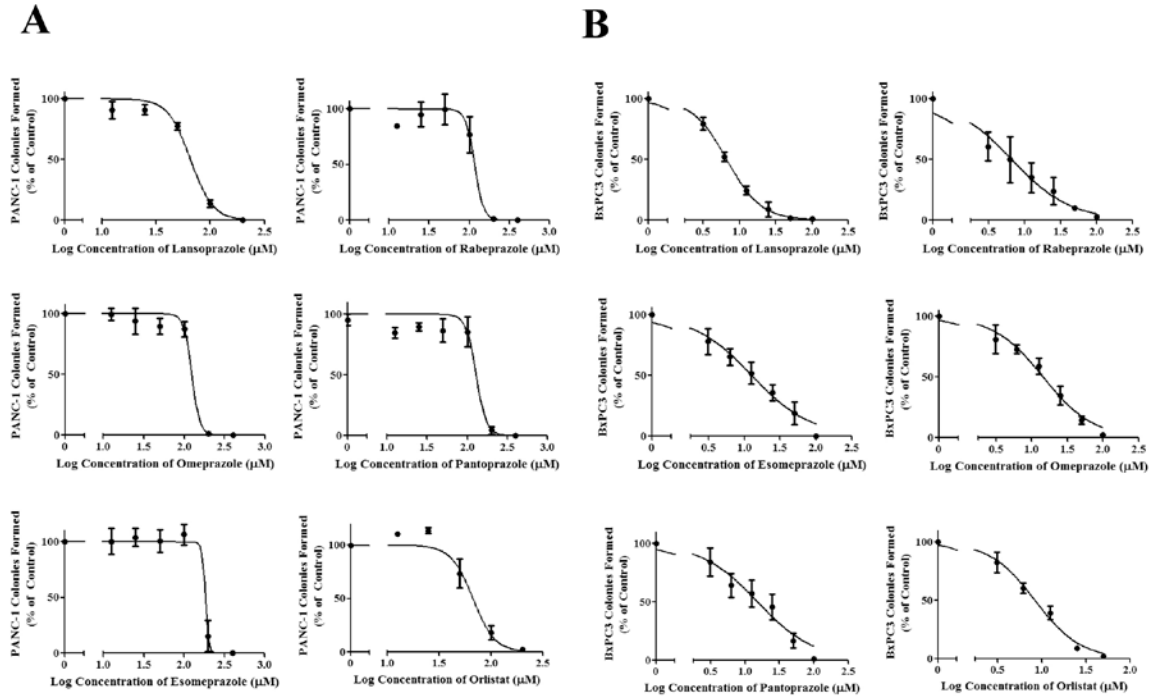 A
B
PANC-1 Colonies Formed
(% of Control)
100
50
0
0.0
1.0
1.5
2.0
2.5
3.0
Log Concentration of Lansoprazole (μM)
PANC-1 Colonies Formed
(% of Control)
100
50
0
0.0
1.0
1.5
2.0
2.5
3.0
Log Concentration of Rabeprazole (μM)
BxPC3 Colonies Formed
(% of Control)
100
50
0
0.0
0.5
1.0
1.5
2.0
2.5
Log Concentration of Lansoprazole (μM)
BxPC3 Colonies Formed
(% of Control)
100
50
0
0.0
0.5
1.0
1.5
2.0
2.5
Log Concentration of Rabeprazole (μM)
PANC-1 Colonies Formed
(% of Control)
100
50
0
0.0
1.0
1.5
2.0
2.5
3.0
Log Concentration of Omeprazole (μM)
PANC-1 Colonies Formed
(% of Control)
100
50
0
0.0
1.0
1.5
2.0
2.5
3.0
Log Concentration of Pantoprazole (μM)
BxPC3 Colonies Formed
(% of Control)
100
50
0
0.0
0.5
1.0
1.5
2.0
2.5
Log Concentration of Esomeprazole (μM)
BxPC3 Colonies Formed
(% of Control)
100
50
0
0.0
0.5
1.0
1.5
2.0
2.5
Log Concentration of Omeprazole (μM)
PANC-1 Colonies Formed
(% of Control)
100
50
0
0.0
1.0
1.5
2.0
2.5
3.0
Log Concentration of Esomeprazole (μM)
PANC-1 Colonies Formed
(% of Control)
100
50
0
0.0
1.0
1.5
2.0
2.5
Log Concentration of Orlistat (μM)
BxPC3 Colonies Formed
(% of Control)
100
50
0
0.0
0.5
1.0
1.5
2.0
2.5
Log Concentration of Pantoprazole (μM)
BxPC3 Colonies Formed
(% of Control)
100
50
0
0.0
0.5
1.0
1.5
2.0
Log Concentration of Orlistat (μM)